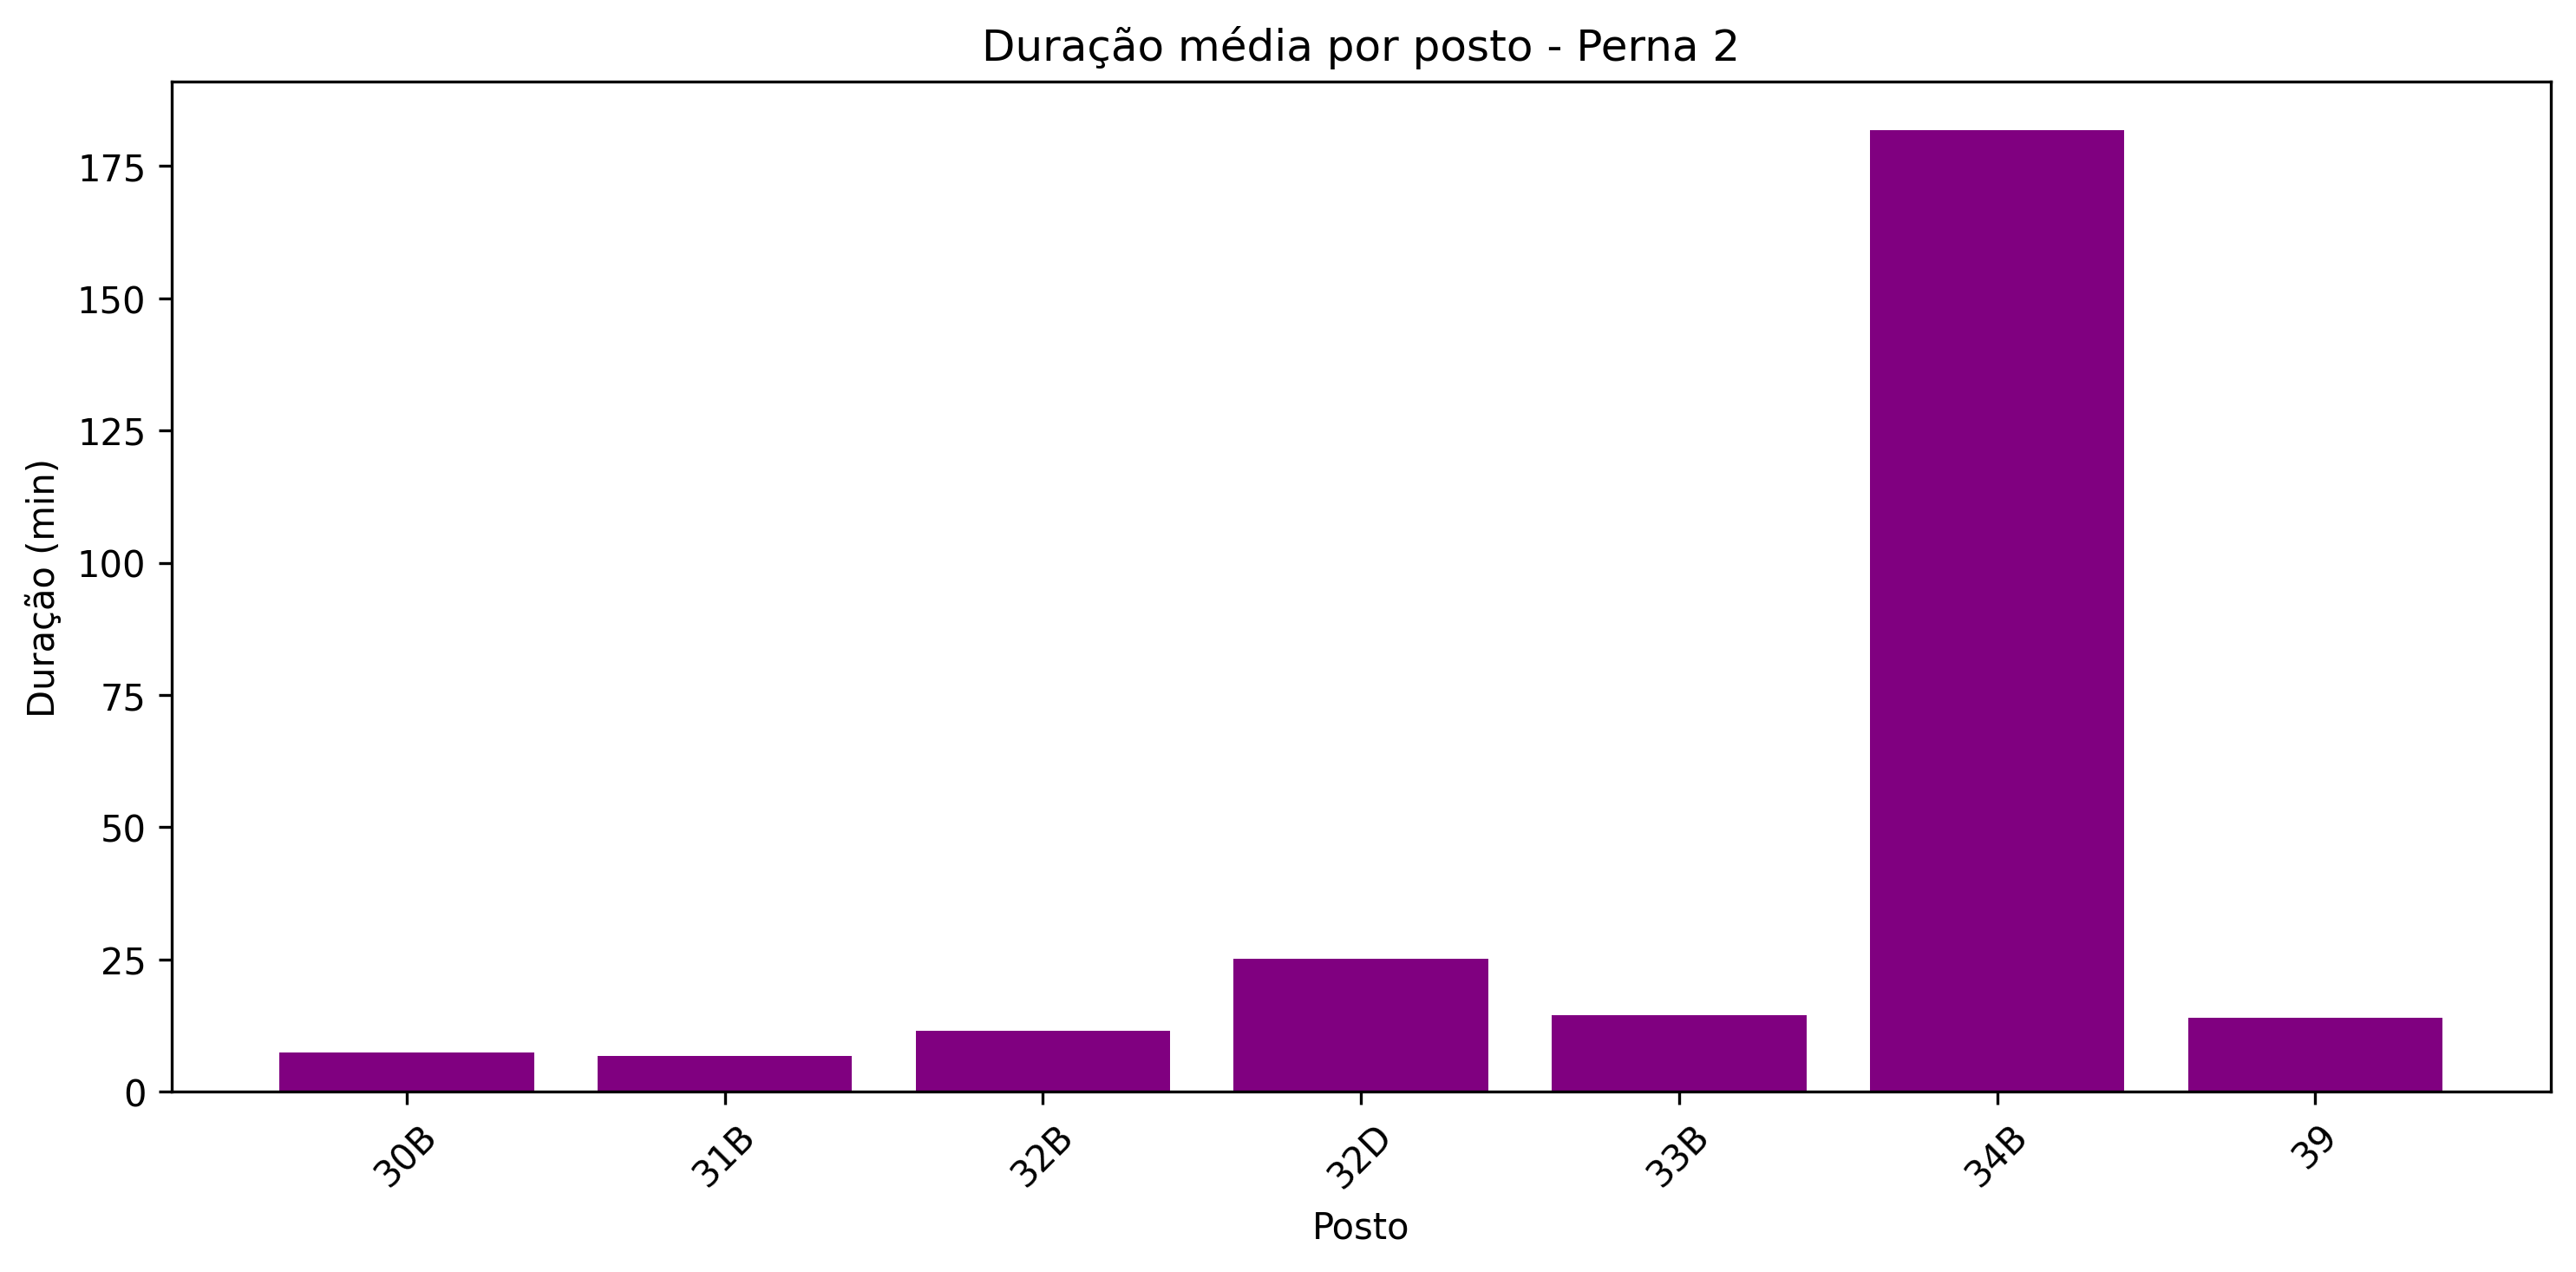 Duração média por posto - Perna 2
Duração (min)
175
150
125
100
75
50
25
0
30B
31B
32B
32D
33B
34B
39
Posto